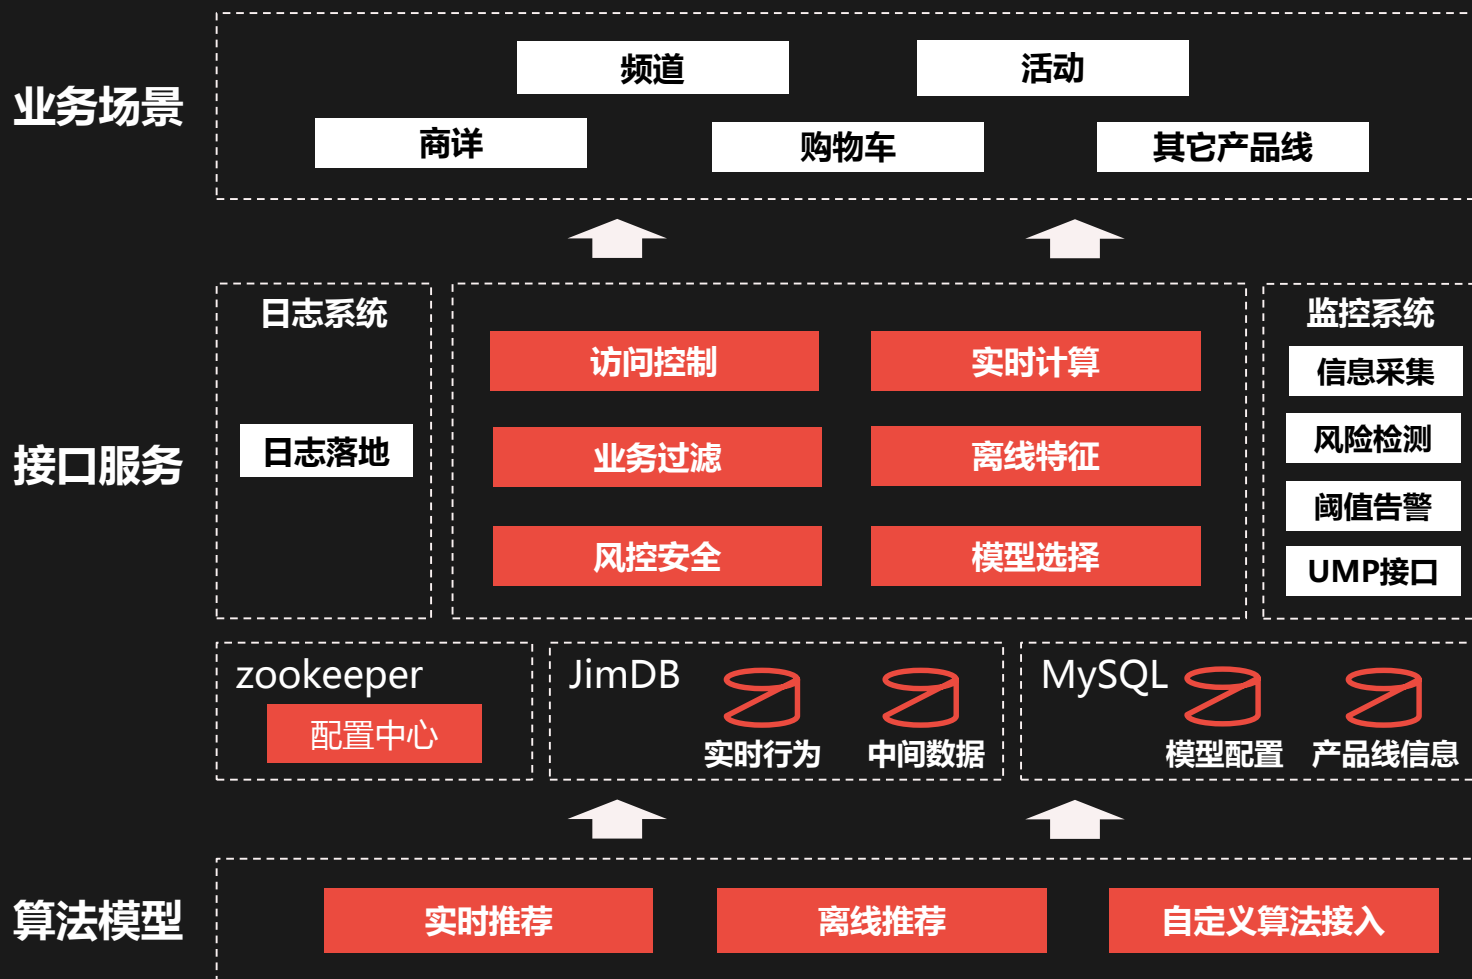 业务场景
频道
活动
商详
购物车
其它产品线
接口服务
日志系统
日志落地
访问控制
实时计算
业务过滤
离线特征
风控安全
模型选择
监控系统
信息采集
风险检测
阈值告警
UMP接口
zookeeper
配置中心
JimDB
实时行为
中间数据
MySQL
模型配置
产品线信息
算法模型
实时推荐
离线推荐
自定义算法接入